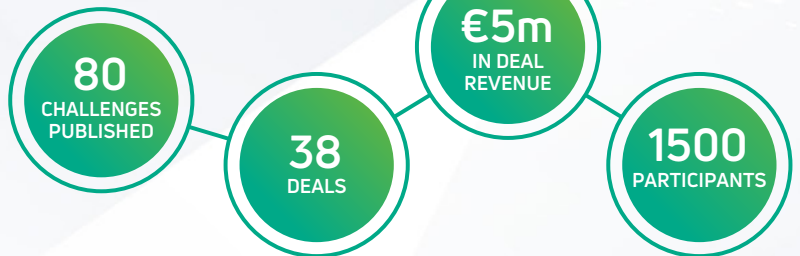 80
CHALLENGES
PUBLISHED
38
DEALS
€5m
IN DEAL
REVENUE
1500
PARTICIPANTS